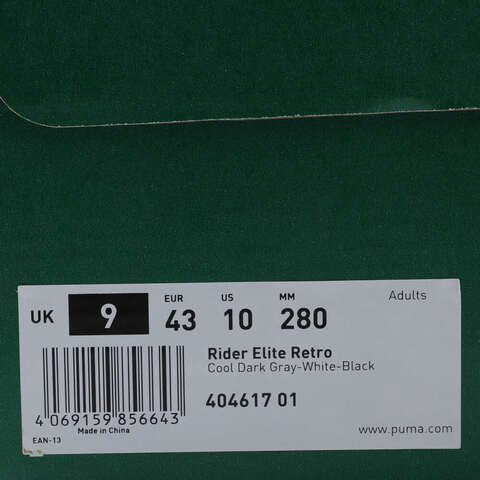 Adults
EUR US MM
UK 9 43 10 280
Rider Elite Retro
Cool Dark Gray-White-Black
404617 01
4 069159 856643
Made in China
EAN-13
www.puma.com